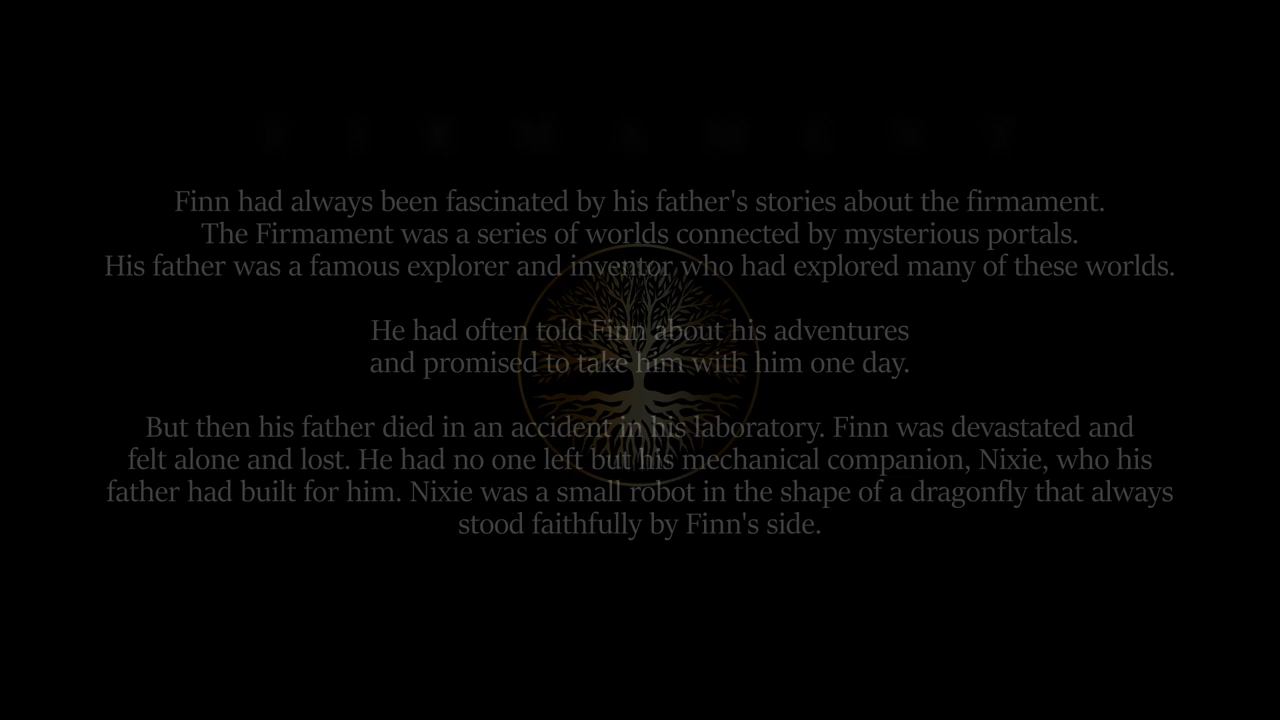 FIRMAMENT
Finn had always been fascinated by his father's stories about the firmament.
The Firmament was a series of worlds connected by mysterious portals.
His father was a famous explorer and inventor who had explored many of these worlds.
He had often told Finn about his adventures
and promised to take him with him one day.
But then his father died in an accident in his laboratory. Finn was devastated and
felt alone and lost. He had no one left but his mechanical companion, Nixie, who his
father had built for him. Nixie was a small robot in the shape of a dragonfly that always
stood faithfully by Finn's side.